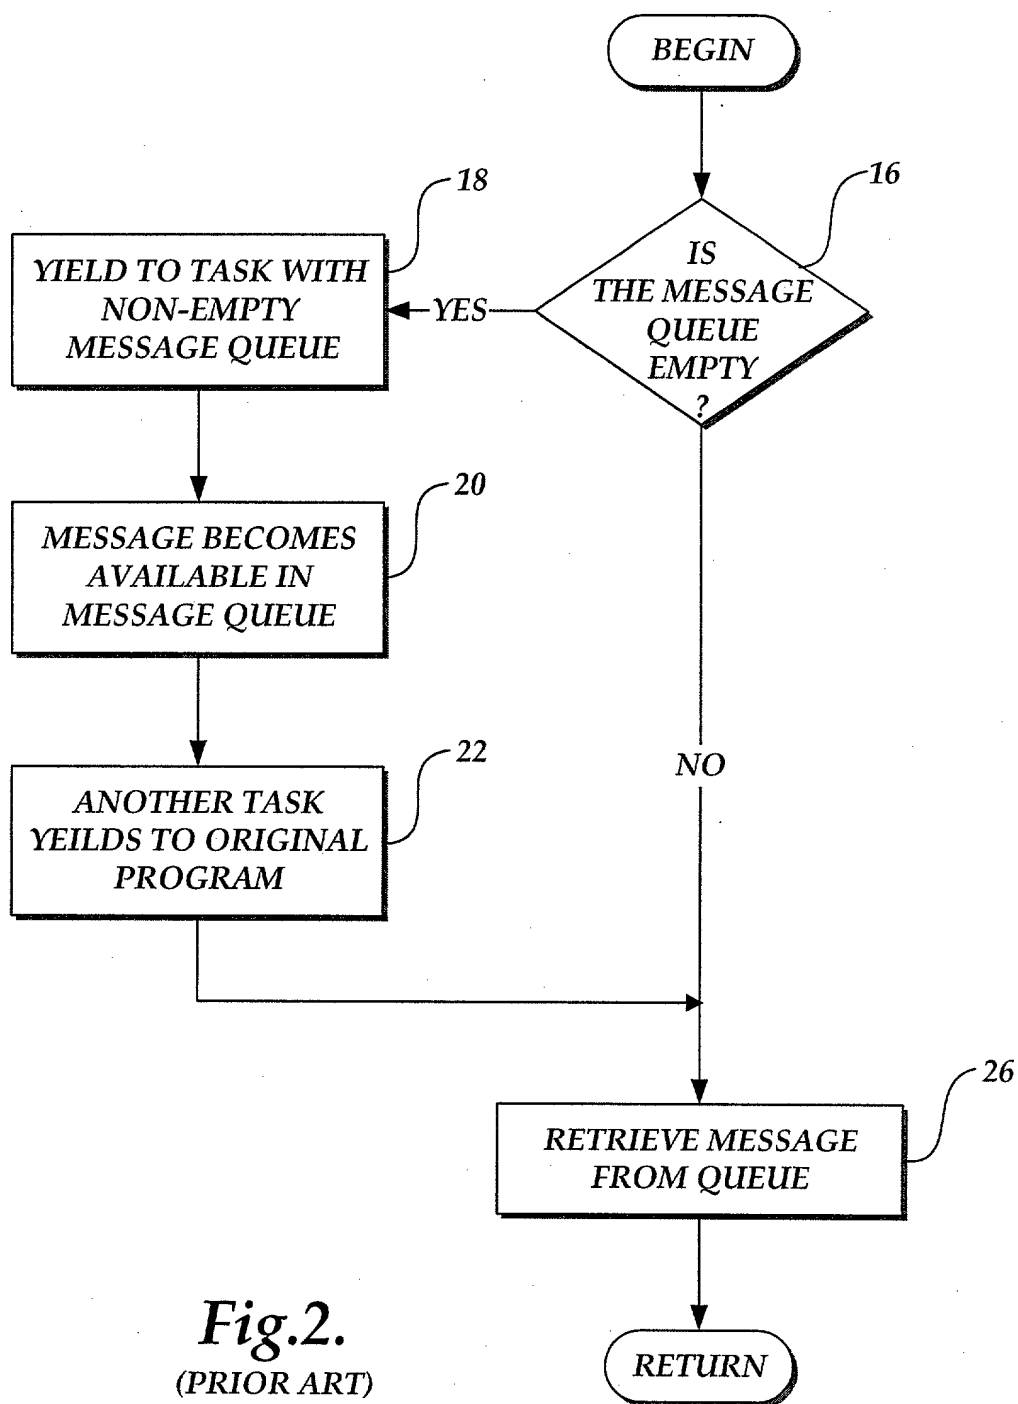 BEGIN
16
IS
THE MESSAGE
QUEUE
EMPTY
?
YES
18
YIELD TO TASK WITH
NON-EMPTY
MESSAGE QUEUE
20
MESSAGE BECOMES
AVAILABLE IN
MESSAGE QUEUE
22
ANOTHER TASK
YEILDS TO ORIGINAL
PROGRAM
NO
26
RETRIEVE MESSAGE
FROM QUEUE
RETURN
Fig.2.
(PRIOR ART)